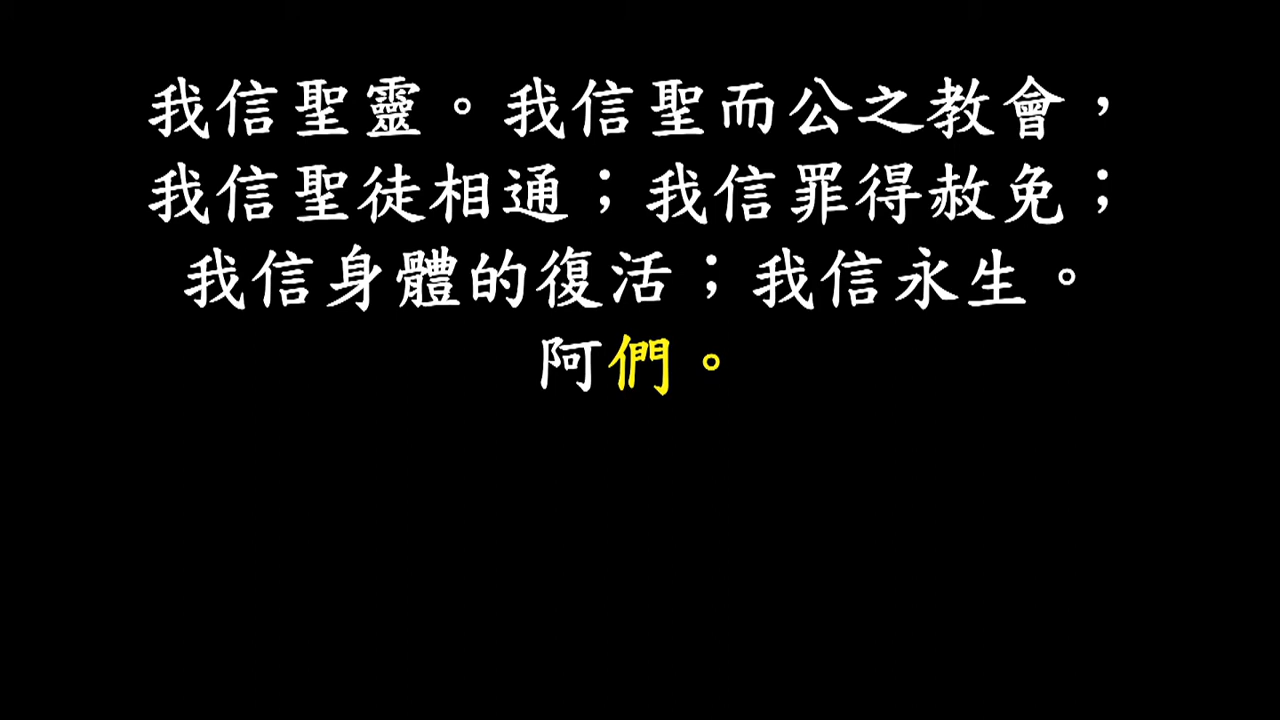 我信聖靈。我信聖而公之教會，
我信聖徒相通；我信罪得赦免；
我信身體的復活；我信永生。
阿們。